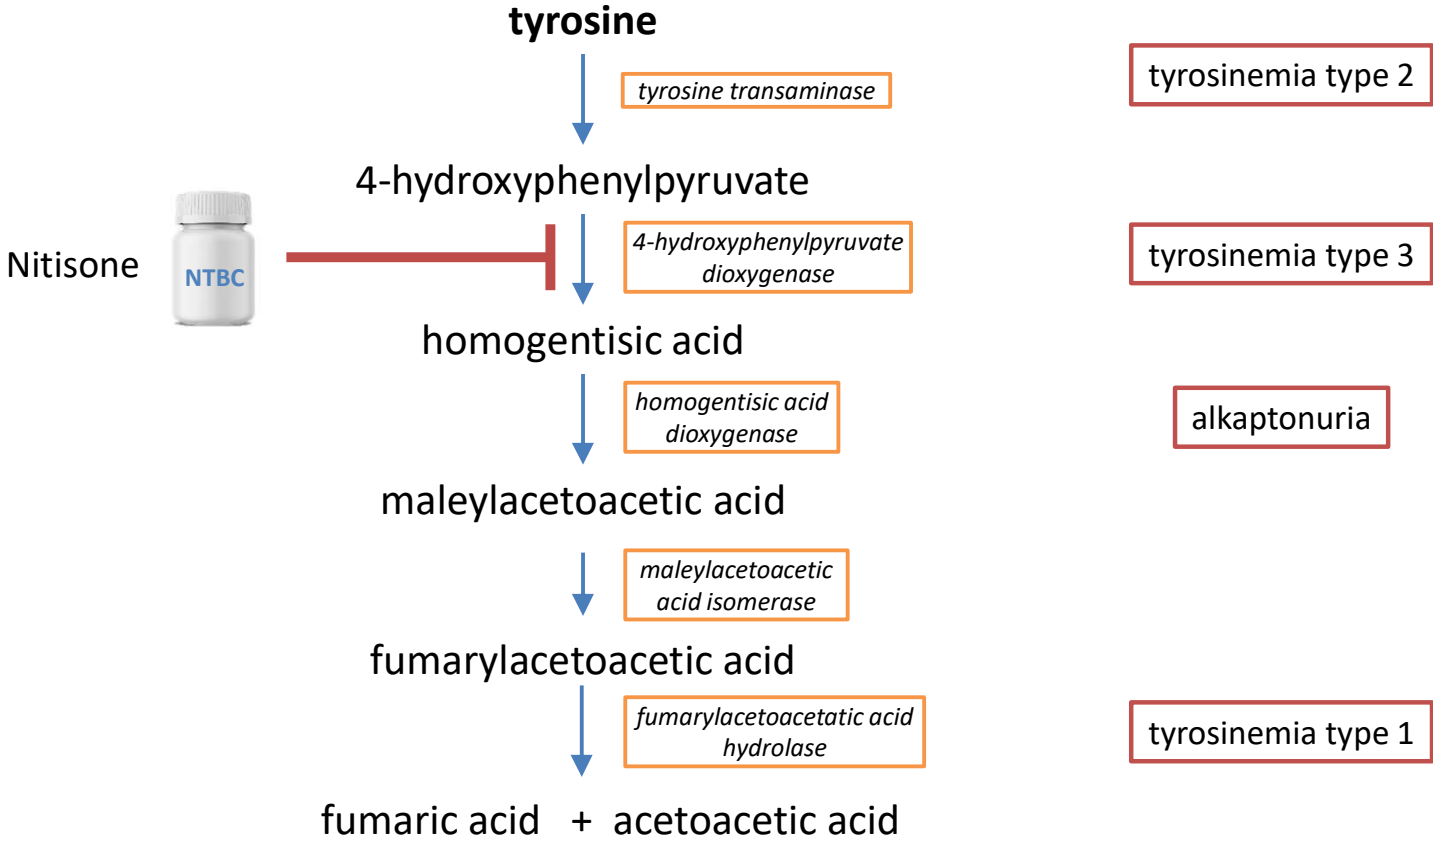 tyrosine
tyrosine transaminase
tyrosinemia type 2
4-hydroxyphenylpyruvate
Nitisone
NTBC
4-hydroxyphenylpyruvate
dioxygenase
tyrosinemia type 3
homogentisic acid
homogentisic acid
dioxygenase
alkaptonuria
maleylacetoacetic acid
maleylacetoacetic
acid isomerase
fumarylacetoacetic acid
fumarylacetoacetatic acid
hydrolase
tyrosinemia type 1
fumaric acid + acetoacetic acid